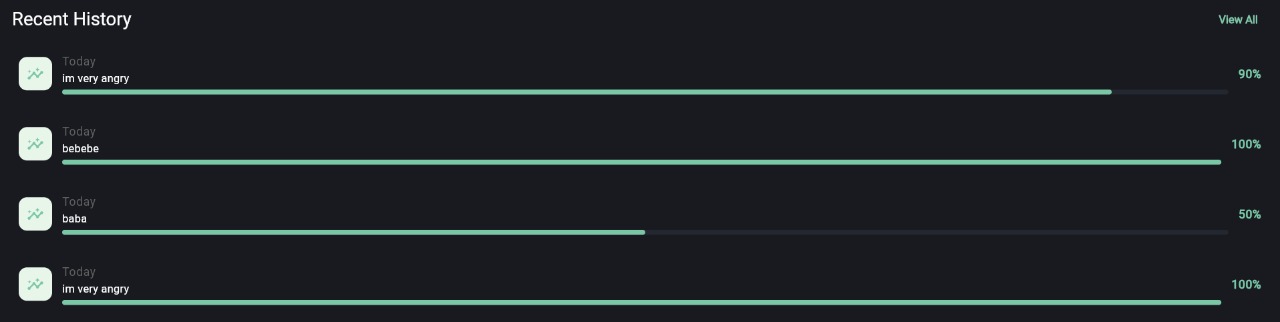 Recent History
View All
Today
im very angry
90%
Today
bebebe
100%
Today
baba
50%
Today
im very angry
100%